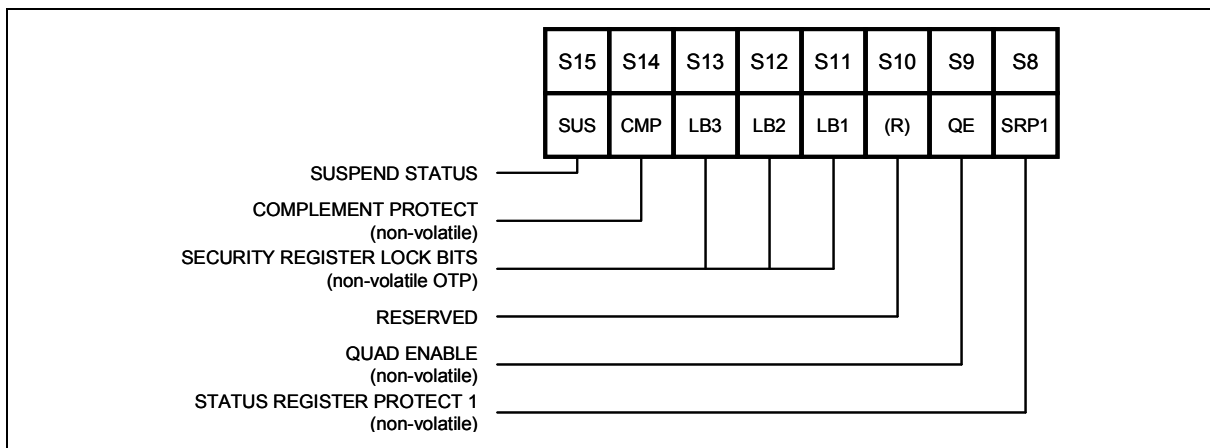 S15 S14 S13 S12 S11 S10 S9 S8
SUS CMP LB3 LB2 LB1 (R) QE SRP1
SUSPEND STATUS
COMPLEMENT PROTECT
(non-volatile)
SECURITY REGISTER LOCK BITS
(non-volatile OTP)
RESERVED
QUAD ENABLE
(non-volatile)
STATUS REGISTER PROTECT 1
(non-volatile)